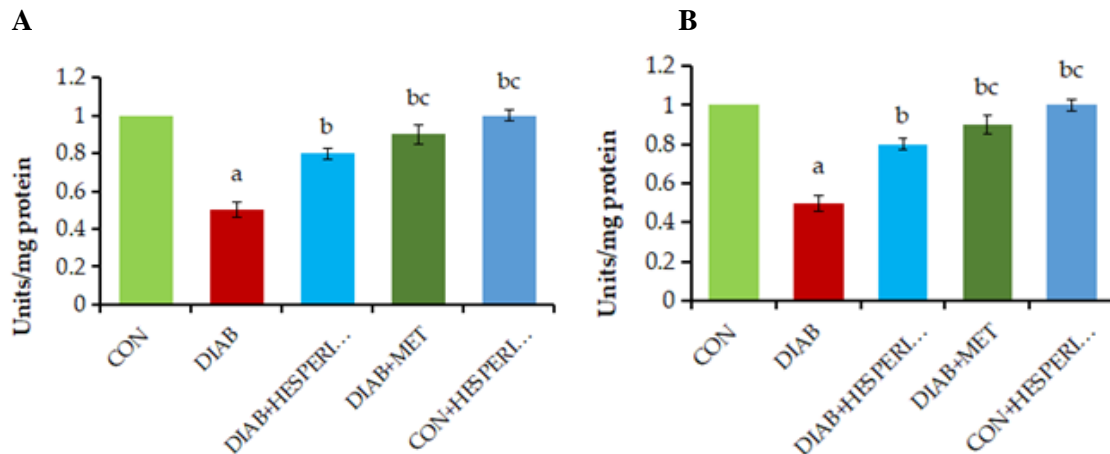 A
Units/mg protein
1.2
1
0.8
0.6
0.4
0.2
0
a
b
bc
bc
CON
DIAB
DIAB+HESPERI...
DIAB+MET
CON+HESPERI...
B
Units/mg protein
1.2
1
0.8
0.6
0.4
0.2
0
a
b
bc
bc
CON
DIAB
DIAB+HESPERI...
DIAB+MET
CON+HESPERI...